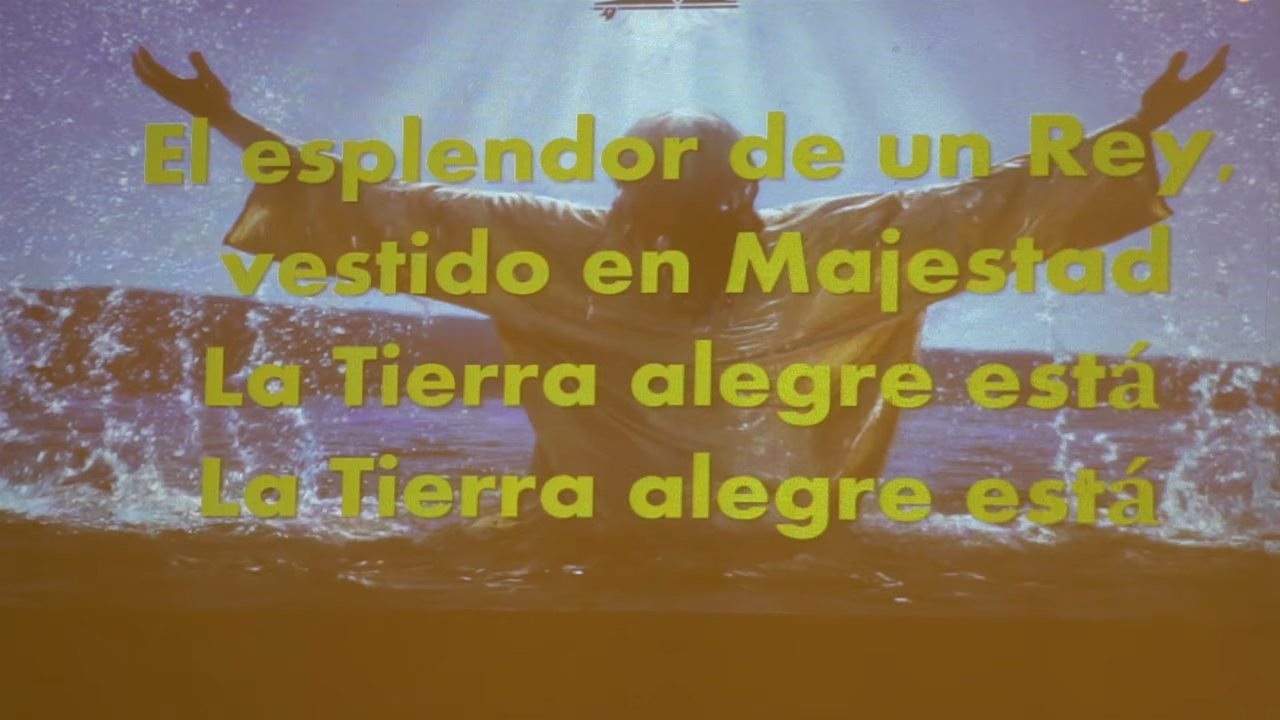 El esplendor de un Rey,
vestido en Majestad
La Tierra alegre está
La Tierra alegre está